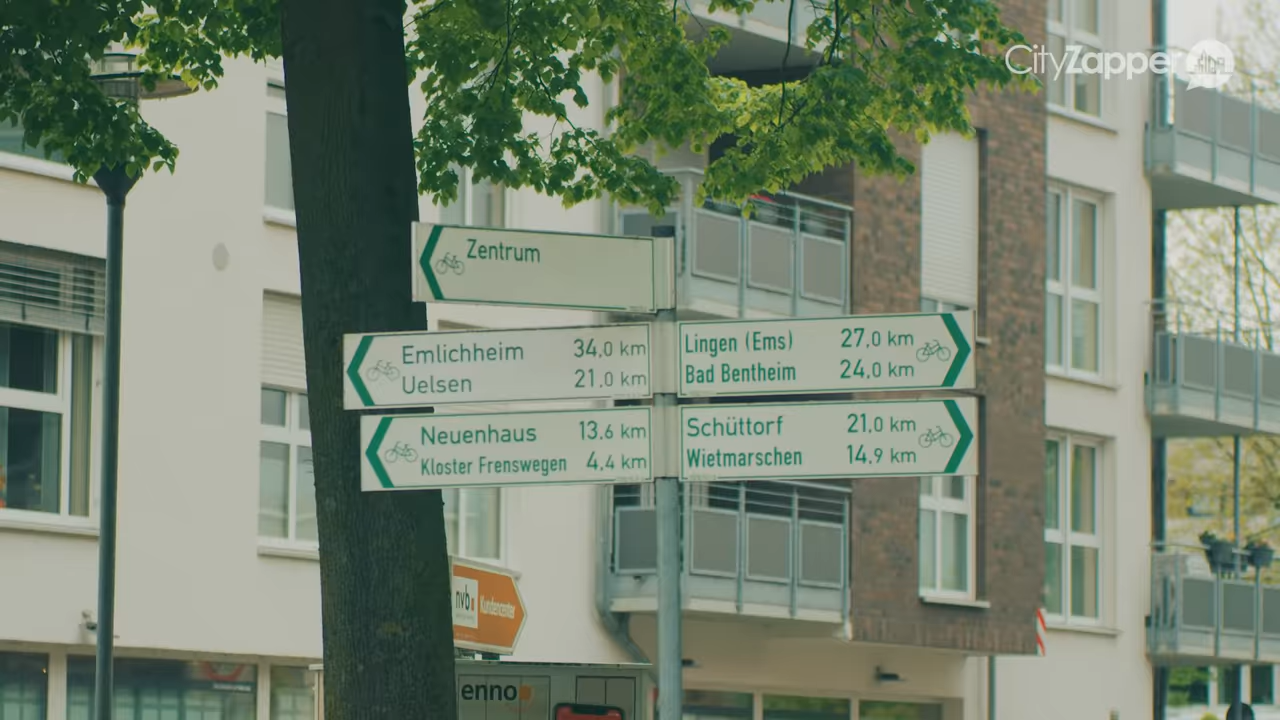 CityZapper
Zentrum
Emlichheim 34,0 km
Uelsen 21,0 km
Lingen (Ems) 27,0 km
Bad Bentheim 24,0 km
Neuenhaus 13,6 km
Kloster Frenswegen 4,4 km
Schüttorf 21,0 km
Wietmarschen 14,9 km
nvb
Kundencenter
enno